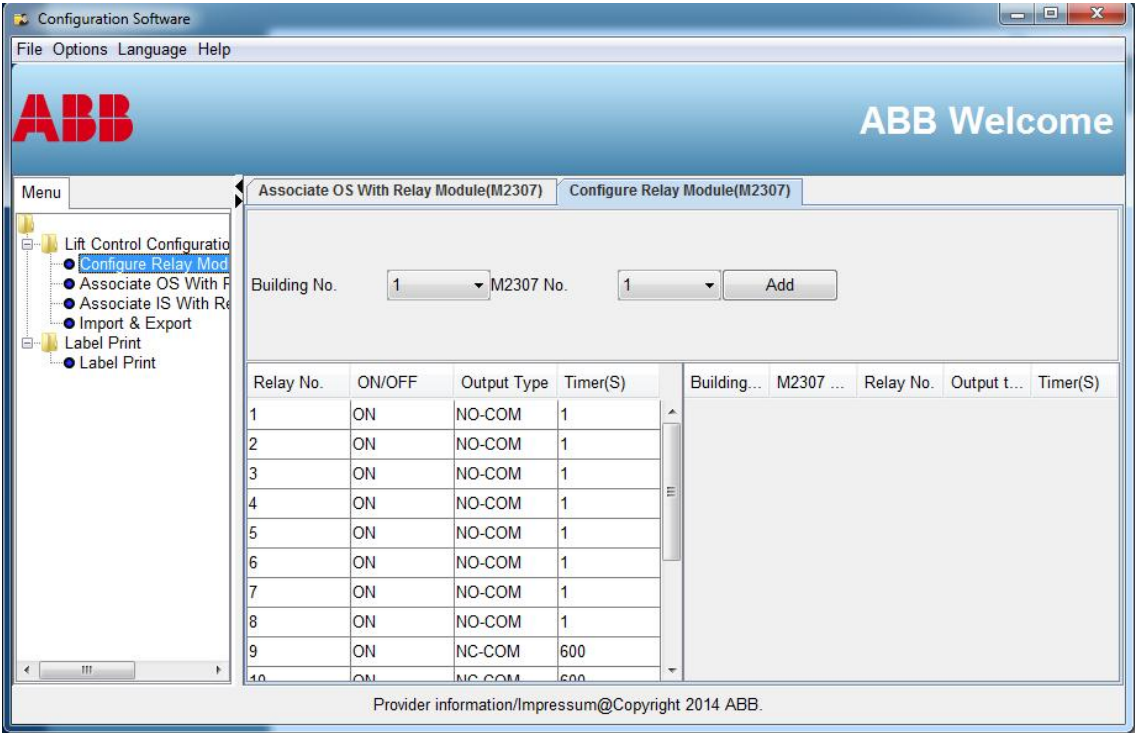 Configuration Software
File Options Language Help
ABB
ABB Welcome
Menu
Lift Control Configuratio
Configure Relay Mod
Associate OS With R
Associate IS With Re
Import & Export
Label Print
Label Print
Associate OS With Relay Module(M2307) Configure Relay Module(M2307)
Building No. 1 M2307 No. 1 Add
Relay No. ON/OFF Output Type Timer(S)
1 ON NO-COM 1
2 ON NO-COM 1
3 ON NO-COM 1
4 ON NO-COM 1
5 ON NO-COM 1
6 ON NO-COM 1
7 ON NO-COM 1
8 ON NO-COM 1
9 ON NC-COM 600
10 ON NC-COM 600
Building... M2307 ... Relay No. Output t... Timer(S)
Provider information/Impressum@Copyright 2014 ABB.